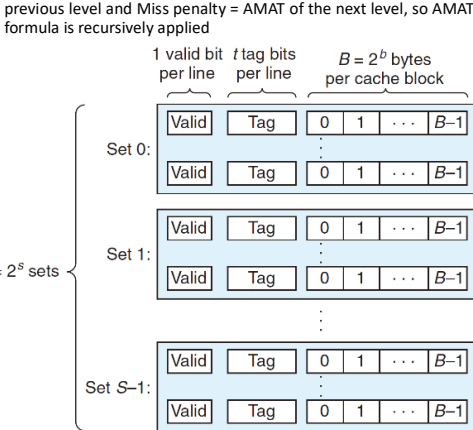 previous level and Miss penalty = AMAT of the next level, so AMAT
formula is recursively applied
1 valid bit per line
t tag bits per line
B = 2^b bytes per cache block
Set 0:
Valid Tag 0 1 · · · B–1
Valid Tag 0 1 · · · B–1
Set 1:
Valid Tag 0 1 · · · B–1
Valid Tag 0 1 · · · B–1
= 2^s sets
Set S–1:
Valid Tag 0 1 · · · B–1
Valid Tag 0 1 · · · B–1